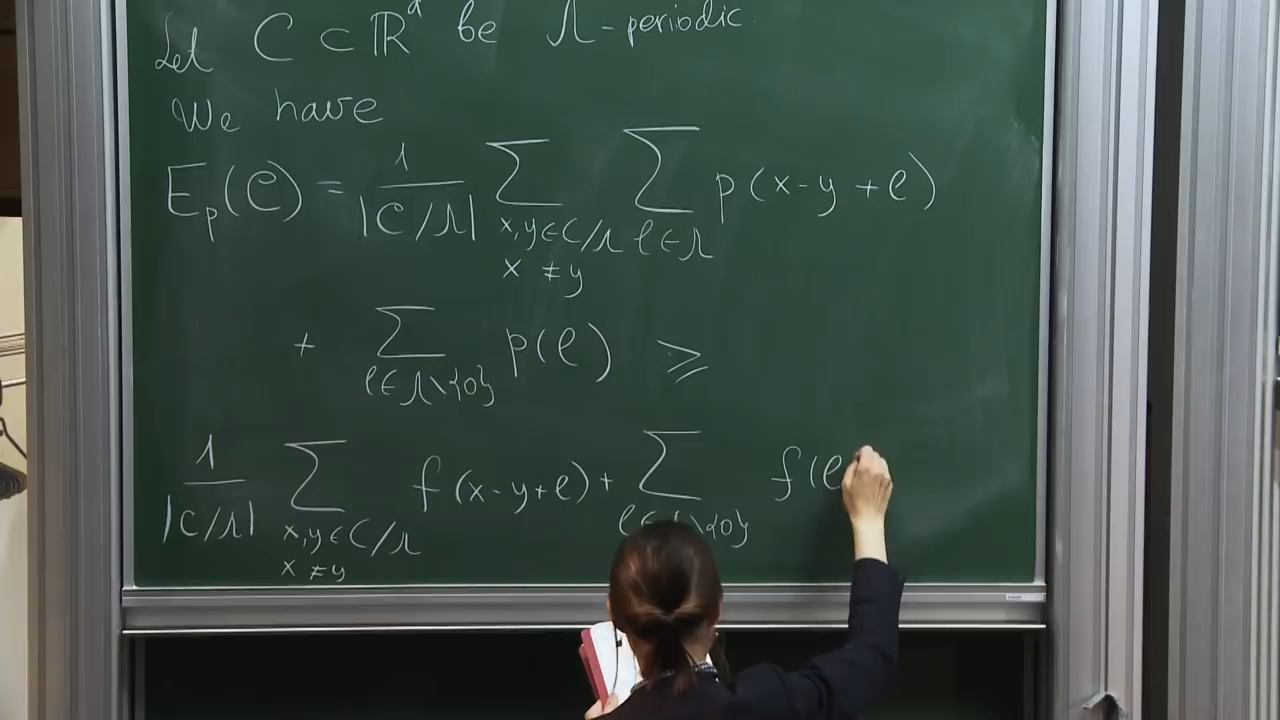 Let C ⊂ ℝᵈ be Λ-periodic
We have
E_p(C) = 1/|C/Λ| ∑_{x,y∈C/Λ, x≠y} ∑_{ℓ∈Λ} p(x-y+ℓ)
+ ∑_{ℓ∈Λ\{0}} p(ℓ) ≥
1/|C/Λ| ∑_{x,y∈C/Λ, x≠y} f(x-y+ℓ) + ∑_{ℓ∈Λ\{0}} f(ℓ